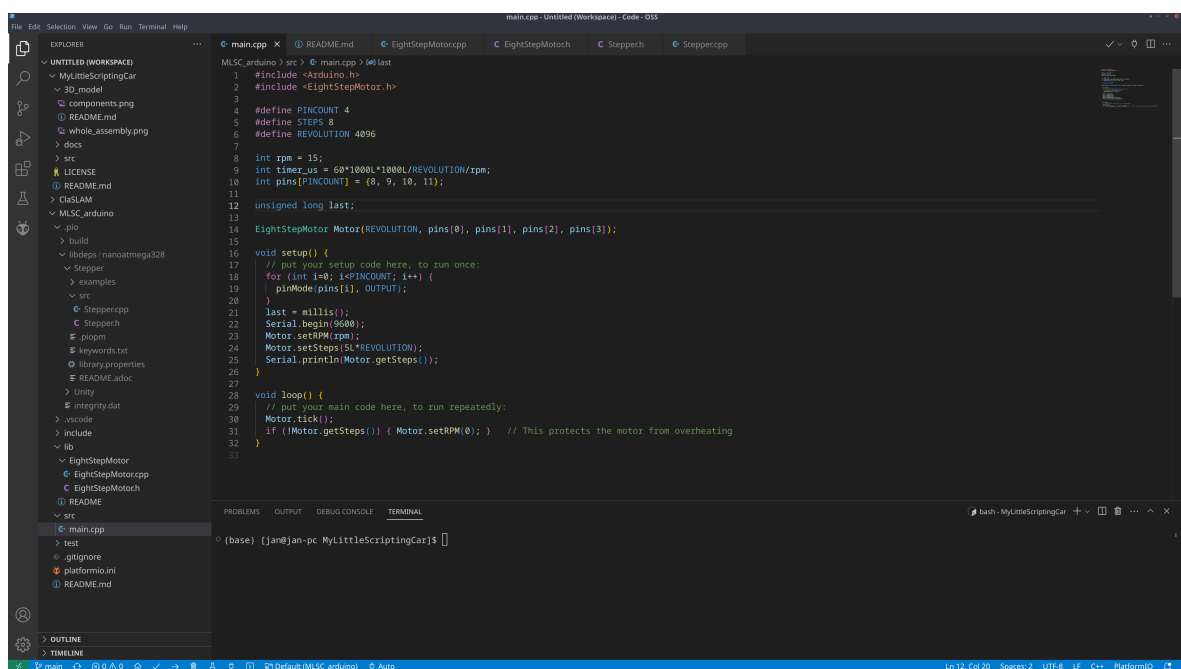 main.cpp - Untitled (Workspace) - Code - OSS
File Edit Selection View Go Run Terminal Help
EXPLORER
UNTITLED (WORKSPACE)
MyLittleScriptingCar
3D_model
components.png
README.md
whole_assembly.png
docs
src
LICENSE
README.md
ClaSLAM
MLSC_arduino
.pio
build
libdeps / nanoatmega328
Stepper
examples
src
Stepper.cpp
Stepper.h
.piopm
keywords.txt
library.properties
README.adoc
Unity
integrity.dat
.vscode
include
lib
EightStepMotor
EightStepMotor.cpp
EightStepMotor.h
README
src
main.cpp
test
.gitignore
platformio.ini
README.md
OUTLINE
TIMELINE
main.cpp README.md EightStepMotor.cpp EightStepMotor.h Stepper.h Stepper.cpp
MLSC_arduino > src > main.cpp > last
1 #include <Arduino.h>
2 #include <EightStepMotor.h>
3
4 #define PINCOUNT 4
5 #define STEPS 8
6 #define REVOLUTION 4096
7
8 int rpm = 15;
9 int timer_us = 60*1000L*1000L/REVOLUTION/rpm;
10 int pins[PINCOUNT] = {8, 9, 10, 11};
11
12 unsigned long last;
13
14 EightStepMotor Motor(REVOLUTION, pins[0], pins[1], pins[2], pins[3]);
15
16 void setup() {
17 // put your setup code here, to run once:
18 for (int i=0; i<PINCOUNT; i++) {
19 pinMode(pins[i], OUTPUT);
20 }
21 last = millis();
22 Serial.begin(9600);
23 Motor.setRPM(rpm);
24 Motor.setSteps(5L*REVOLUTION);
25 Serial.println(Motor.getSteps());
26 }
27
28 void loop() {
29 // put your main code here, to run repeatedly:
30 Motor.tick();
31 if (!Motor.getSteps()) { Motor.setRPM(0); } // This protects the motor from overheating
32 }
33
PROBLEMS OUTPUT DEBUG CONSOLE TERMINAL
bash - MyLittleScriptingCar
(base) [jan@jan-pc MyLittleScriptingCar]$
main 0 0 Default (MLSC_arduino) Auto
Ln 12, Col 20 Spaces: 2 UTF-8 LF C++ PlatformIO